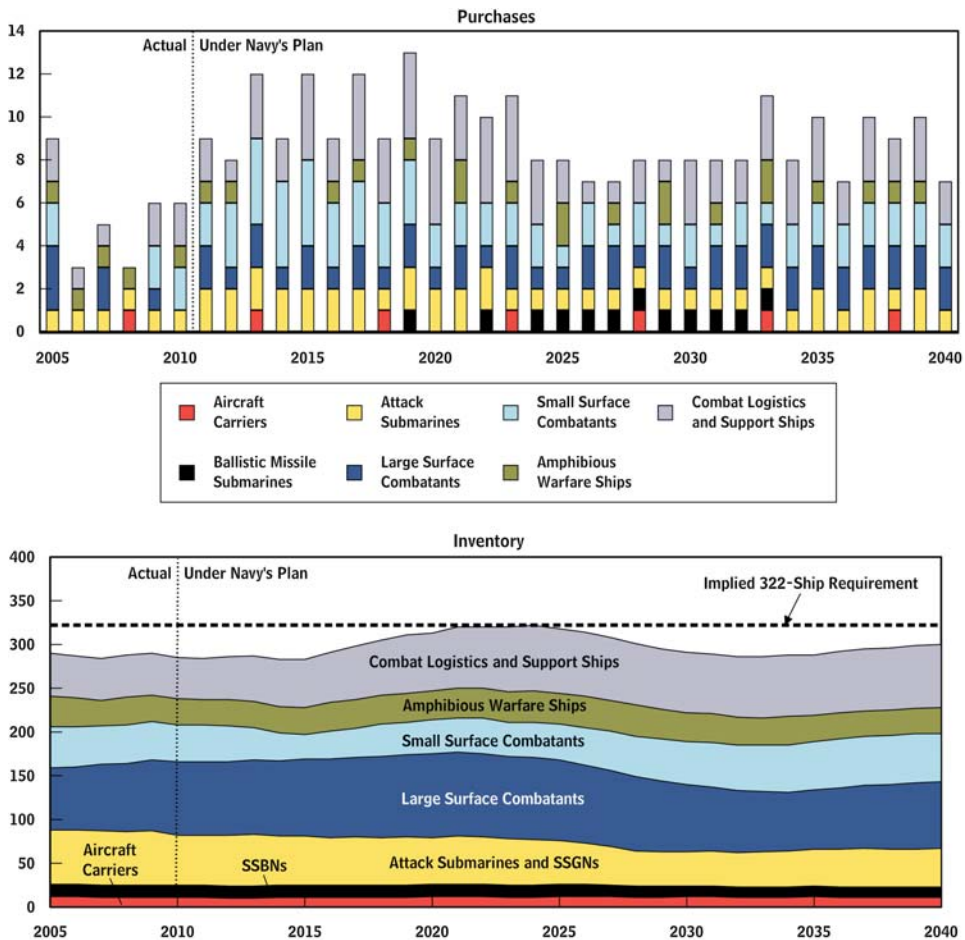 Purchases
14
12
10
8
6
4
2
0
Actual
Under Navy's Plan
2005
2010
2015
2020
2025
2030
2035
2040
Aircraft
Carriers
Attack
Submarines
Small Surface
Combatants
Combat Logistics
and Support Ships
Ballistic Missile
Submarines
Large Surface
Combatants
Amphibious
Warfare Ships
Inventory
400
350
300
250
200
150
100
50
0
Actual
Under Navy's Plan
Implied 322-Ship Requirement
Combat Logistics and Support Ships
Amphibious Warfare Ships
Small Surface Combatants
Large Surface Combatants
Aircraft
Carriers
SSBNs
Attack Submarines and SSGNs
2005
2010
2015
2020
2025
2030
2035
2040